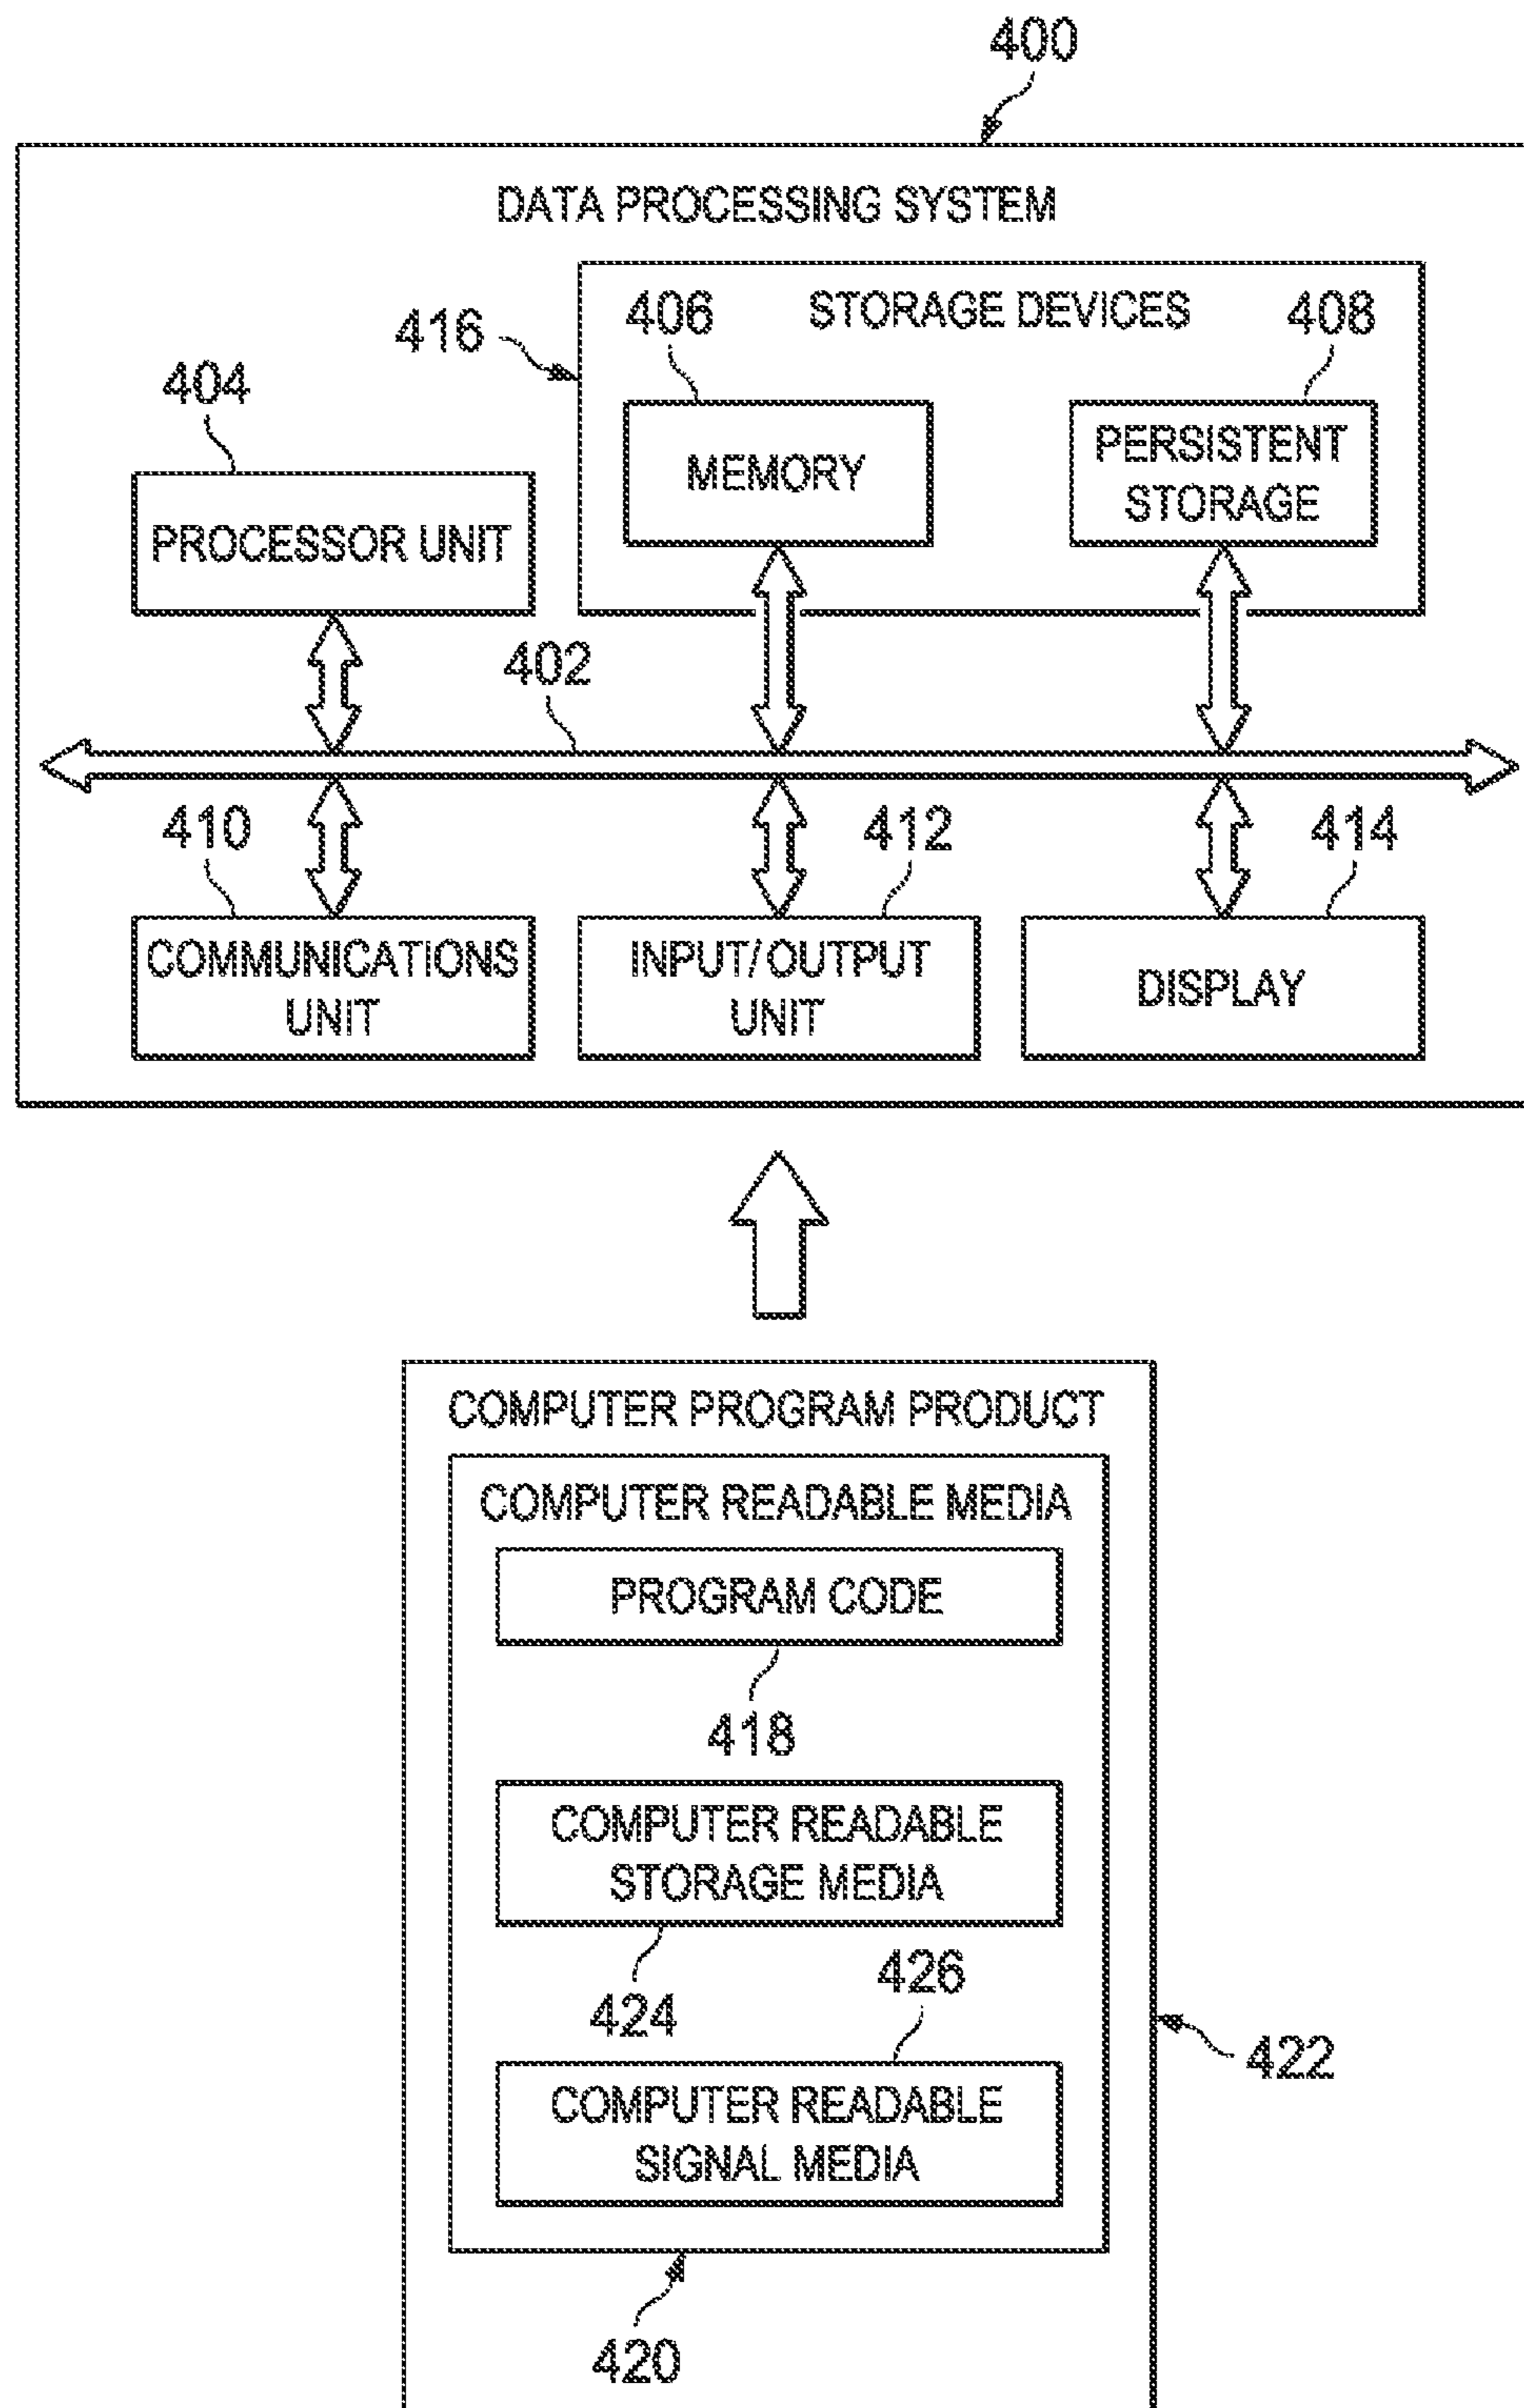 400
DATA PROCESSING SYSTEM
STORAGE DEVICES
416
406
408
404
MEMORY
PERSISTENT
STORAGE
PROCESSOR UNIT
402
410
412
414
COMMUNICATIONS
UNIT
INPUT/OUTPUT
UNIT
DISPLAY
COMPUTER PROGRAM PRODUCT
COMPUTER READABLE MEDIA
PROGRAM CODE
418
COMPUTER READABLE
STORAGE MEDIA
424
426
422
COMPUTER READABLE
SIGNAL MEDIA
420